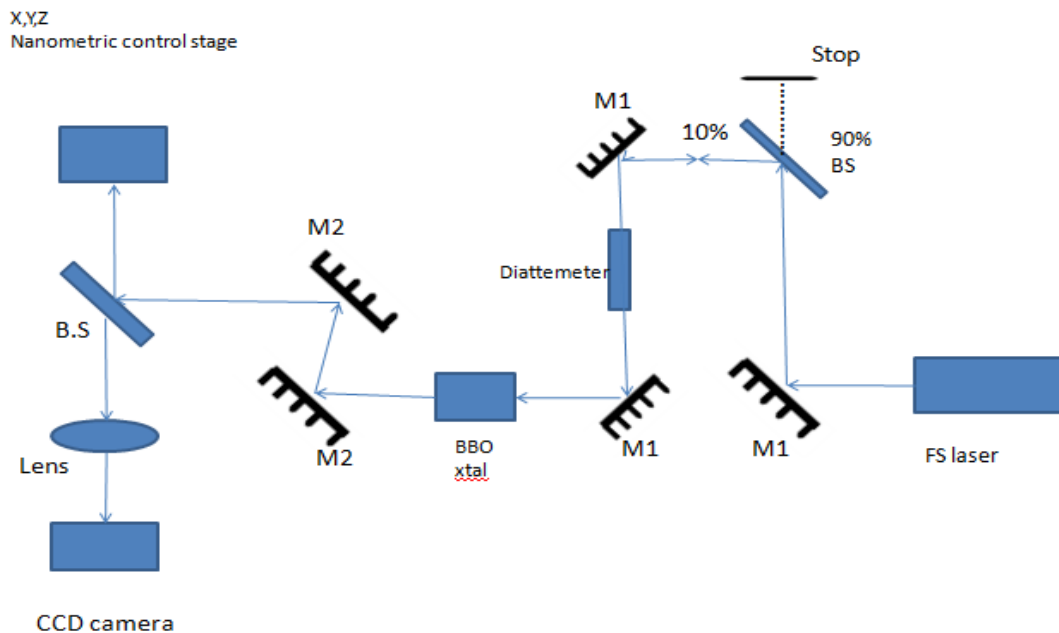 X,Y,Z
Nanometric control stage
Stop
M1
10%
90%
BS
M2
Diattemeter
B.S
M2
BBO
xtal
M1
M1
FS laser
Lens
CCD camera